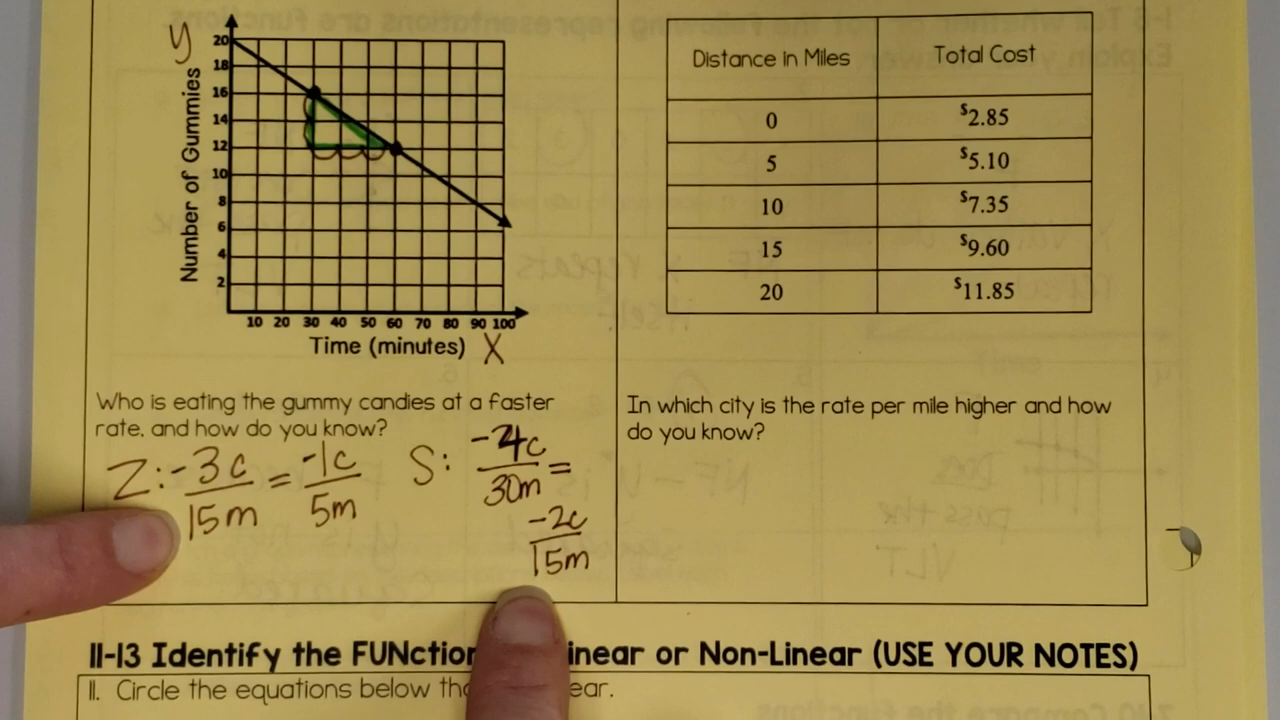 y
Number of Gummies
20
18
16
14
12
10
8
6
4
2
10 20 30 40 50 60 70 80 90 100
Time (minutes) X
Who is eating the gummy candies at a faster
rate, and how do you know?
Z: -3c/15m = -1c/5m
S: -4c/30m =
-2c/15m
Distance in Miles Total Cost
0 $2.85
5 $5.10
10 $7.35
15 $9.60
20 $11.85
In which city is the rate per mile higher and how
do you know?
11-13 Identify the FUNction inear or Non-Linear (USE YOUR NOTES)
11. Circle the equations below ear.